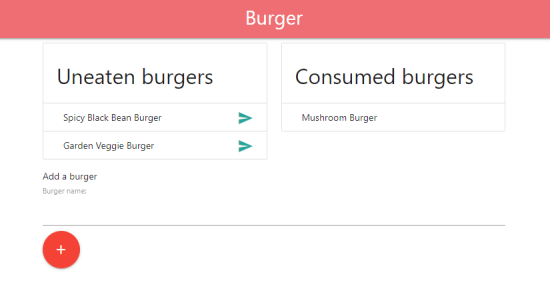 Burger
Uneaten burgers
Spicy Black Bean Burger
Garden Veggie Burger
Consumed burgers
Mushroom Burger
Add a burger
Burger name:
+